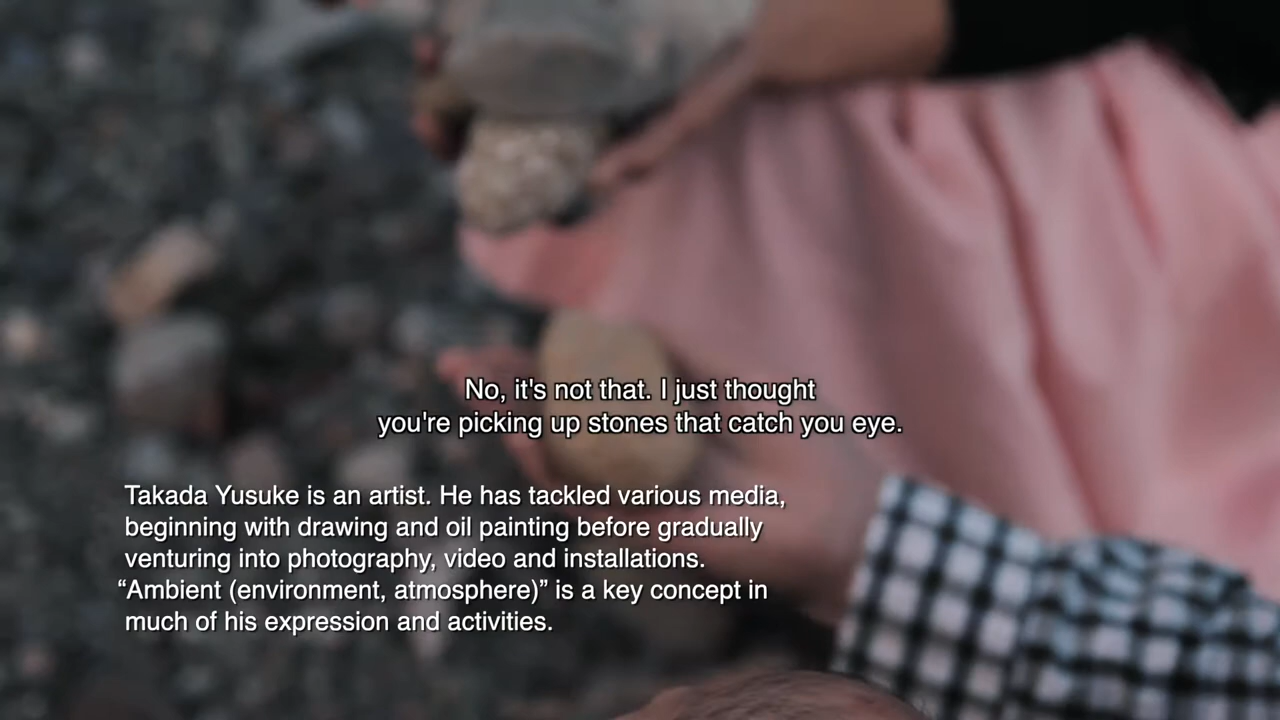 No, it's not that. I just thought
you're picking up stones that catch you eye.
Takada Yusuke is an artist. He has tackled various media,
beginning with drawing and oil painting before gradually
venturing into photography, video and installations.
“Ambient (environment, atmosphere)” is a key concept in
much of his expression and activities.